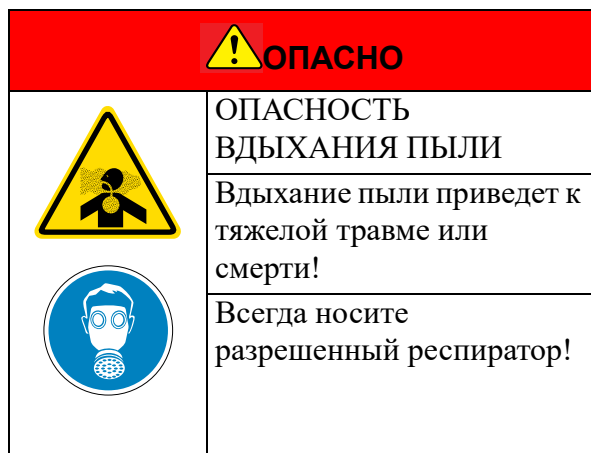 ОПАСНО
ОПАСНОСТЬ
ВДЫХАНИЯ ПЫЛИ
Вдыхание пыли приведет к
тяжелой травме или
смерти!
Всегда носите
разрешенный респиратор!